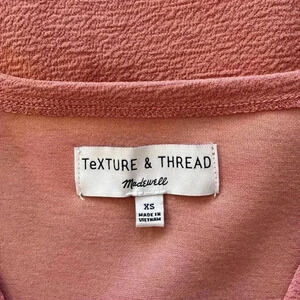 TeXTURE & THREAD
Madewell
XS
MADE IN
VIETNAM